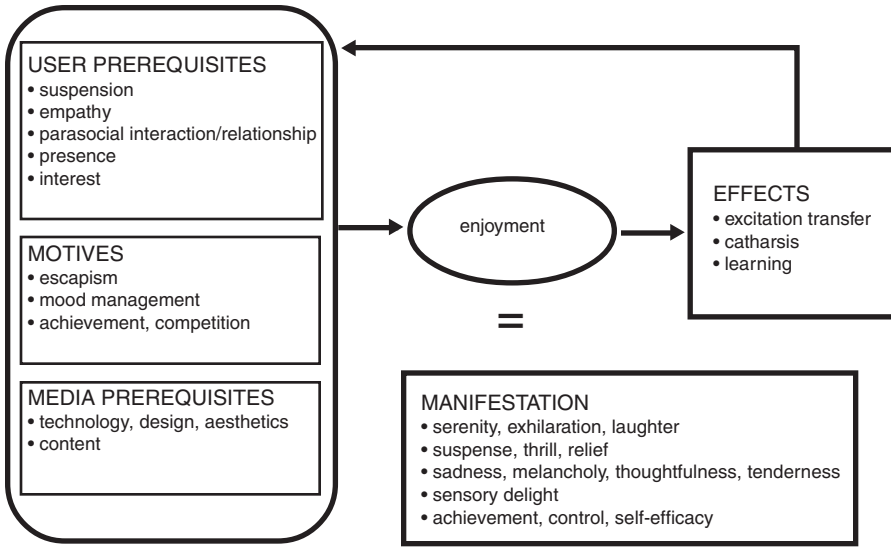 USER PREREQUISITES
• suspension
• empathy
• parasocial interaction/relationship
• presence
• interest
MOTIVES
• escapism
• mood management
• achievement, competition
MEDIA PREREQUISITES
• technology, design, aesthetics
• content
enjoyment
=
EFFECTS
• excitation transfer
• catharsis
• learning
MANIFESTATION
• serenity, exhilaration, laughter
• suspense, thrill, relief
• sadness, melancholy, thoughtfulness, tenderness
• sensory delight
• achievement, control, self-efficacy